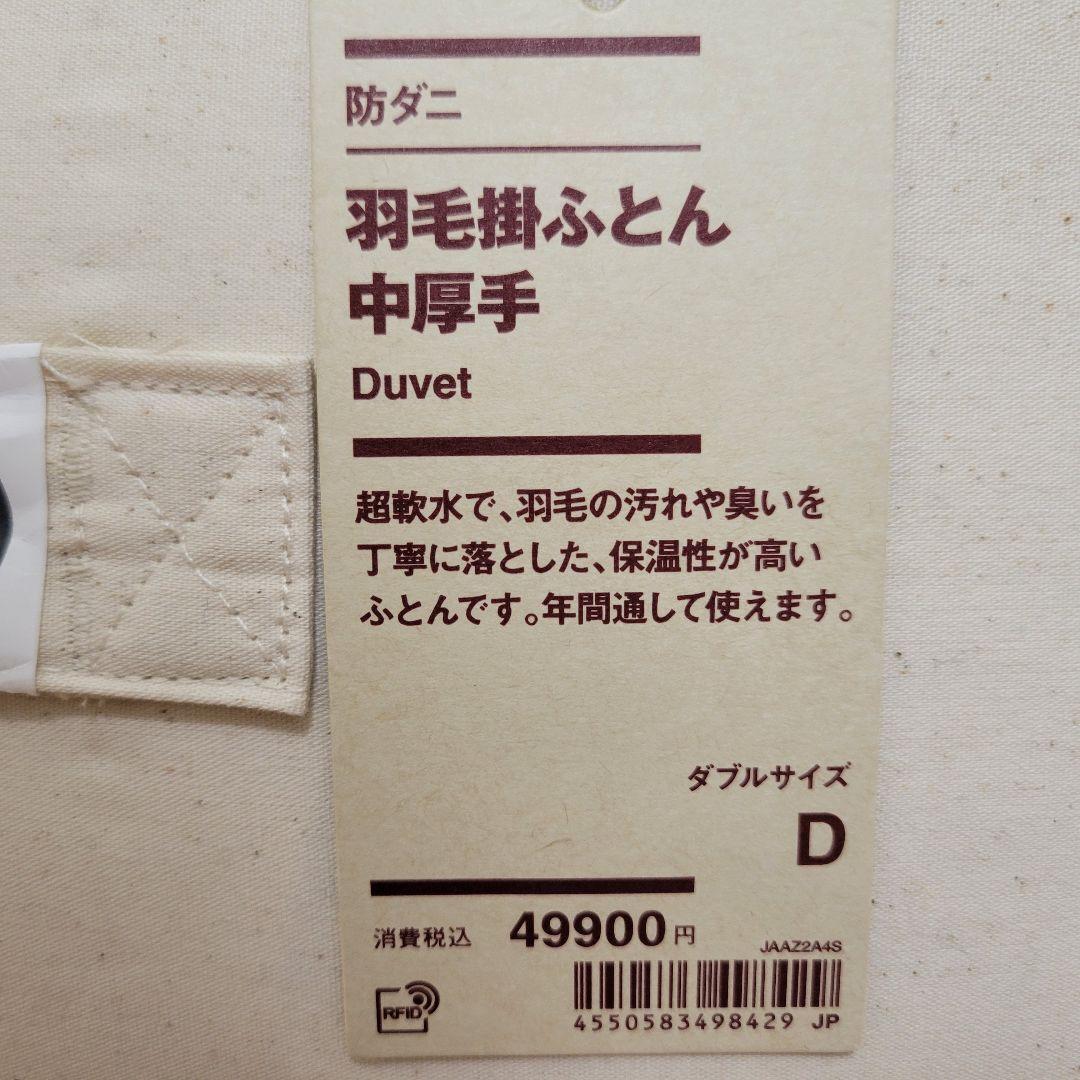 防ダニ
羽毛掛ふとん
中厚手
Duvet
超軟水で、羽毛の汚れや臭いを
丁寧に落とした、保温性が高い
ふとんです。年間通して使えます。
ダブルサイズ
D
消費税込 49900円
JAAZ2A4S
RFID
4550583498429 JP